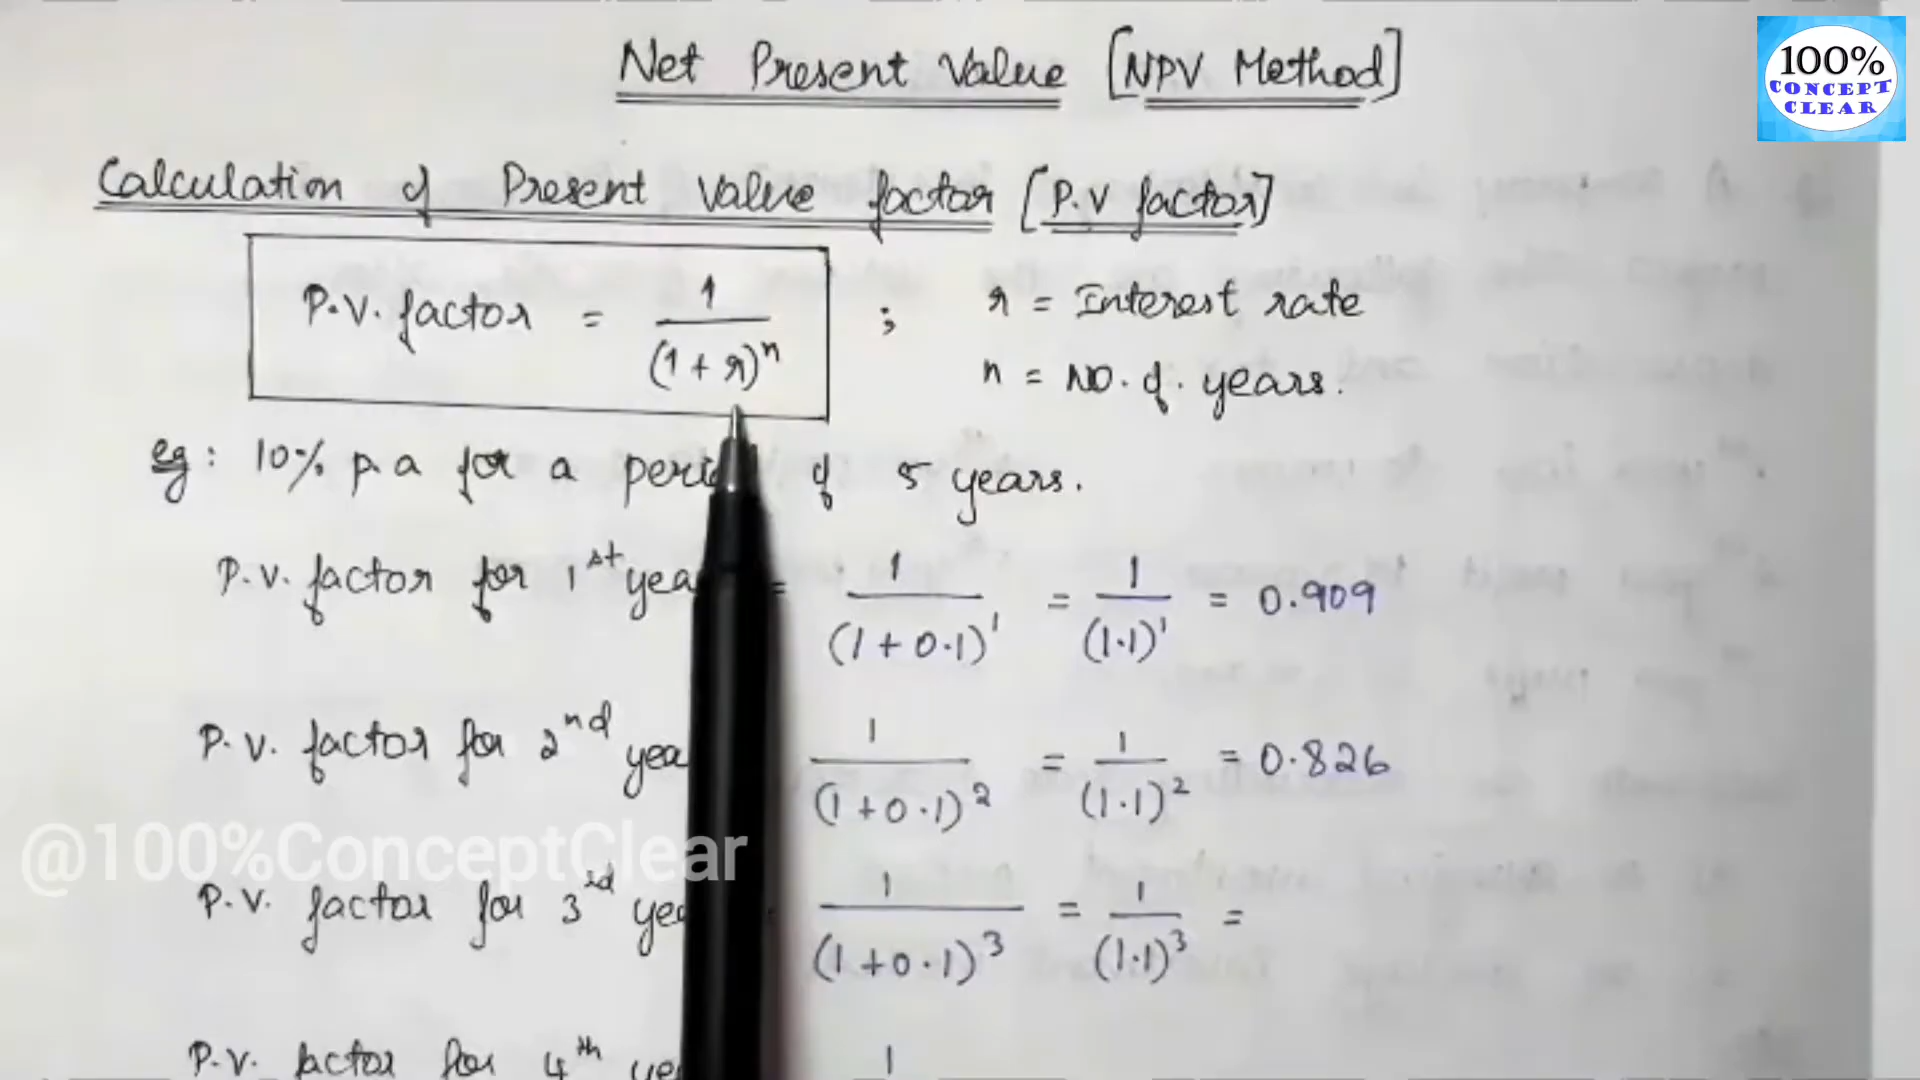 Net Present Value [NPV Method]
100%
CONCEPT
CLEAR
Calculation of Present Value factor [P.V factor]
P.V. factor = 1/(1 + r)^n ; r = Interest rate
n = No. of. years.
eg: 10% p.a for a period of 5 years.
P.V. factor for 1st year = 1/(1+0.1)^1 = 1/(1.1)^1 = 0.909
P.V. factor for 2nd yea 1/(1+0.1)^2 = 1/(1.1)^2 = 0.826
@100%ConceptClear
P.V. factor for 3rd yea 1/(1+0.1)^3 = 1/(1.1)^3 =
P.V. factor for 4th ye 1